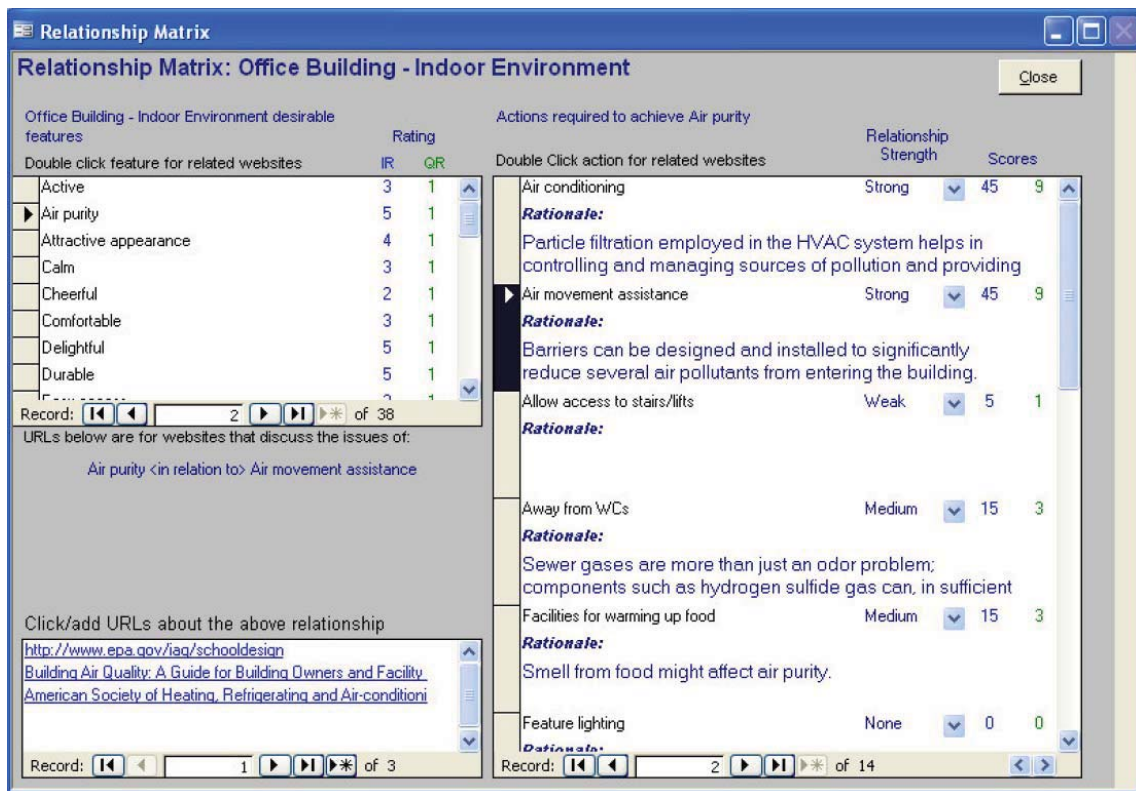 Relationship Matrix
Relationship Matrix: Office Building - Indoor Environment
Close
Office Building - Indoor Environment desirable
features
Rating
Double click feature for related websites IR QR
Active 3 1
Air purity 5 1
Attractive appearance 4 1
Calm 3 1
Cheerful 2 1
Comfortable 3 1
Delightful 5 1
Durable 5 1
Record: 2 of 38
URLs below are for websites that discuss the issues of:
Air purity <in relation to> Air movement assistance
Click/add URLs about the above relationship
http://www.epa.gov/iaq/schooldesign
Building Air Quality: A Guide for Building Owners and Facility
American Society of Heating, Refrigerating and Air-conditioni
Record: 1 of 3
Actions required to achieve Air purity
Relationship
Strength Scores
Double Click action for related websites
Air conditioning Strong 45 9
Rationale:
Particle filtration employed in the HVAC system helps in
controlling and managing sources of pollution and providing
Air movement assistance Strong 45 9
Rationale:
Barriers can be designed and installed to significantly
reduce several air pollutants from entering the building.
Allow access to stairs/lifts Weak 5 1
Rationale:
Away from WCs Medium 15 3
Rationale:
Sewer gases are more than just an odor problem;
components such as hydrogen sulfide gas can, in sufficient
Facilities for warming up food Medium 15 3
Rationale:
Smell from food might affect air purity.
Feature lighting None 0 0
Rationale:
Record: 2 of 14